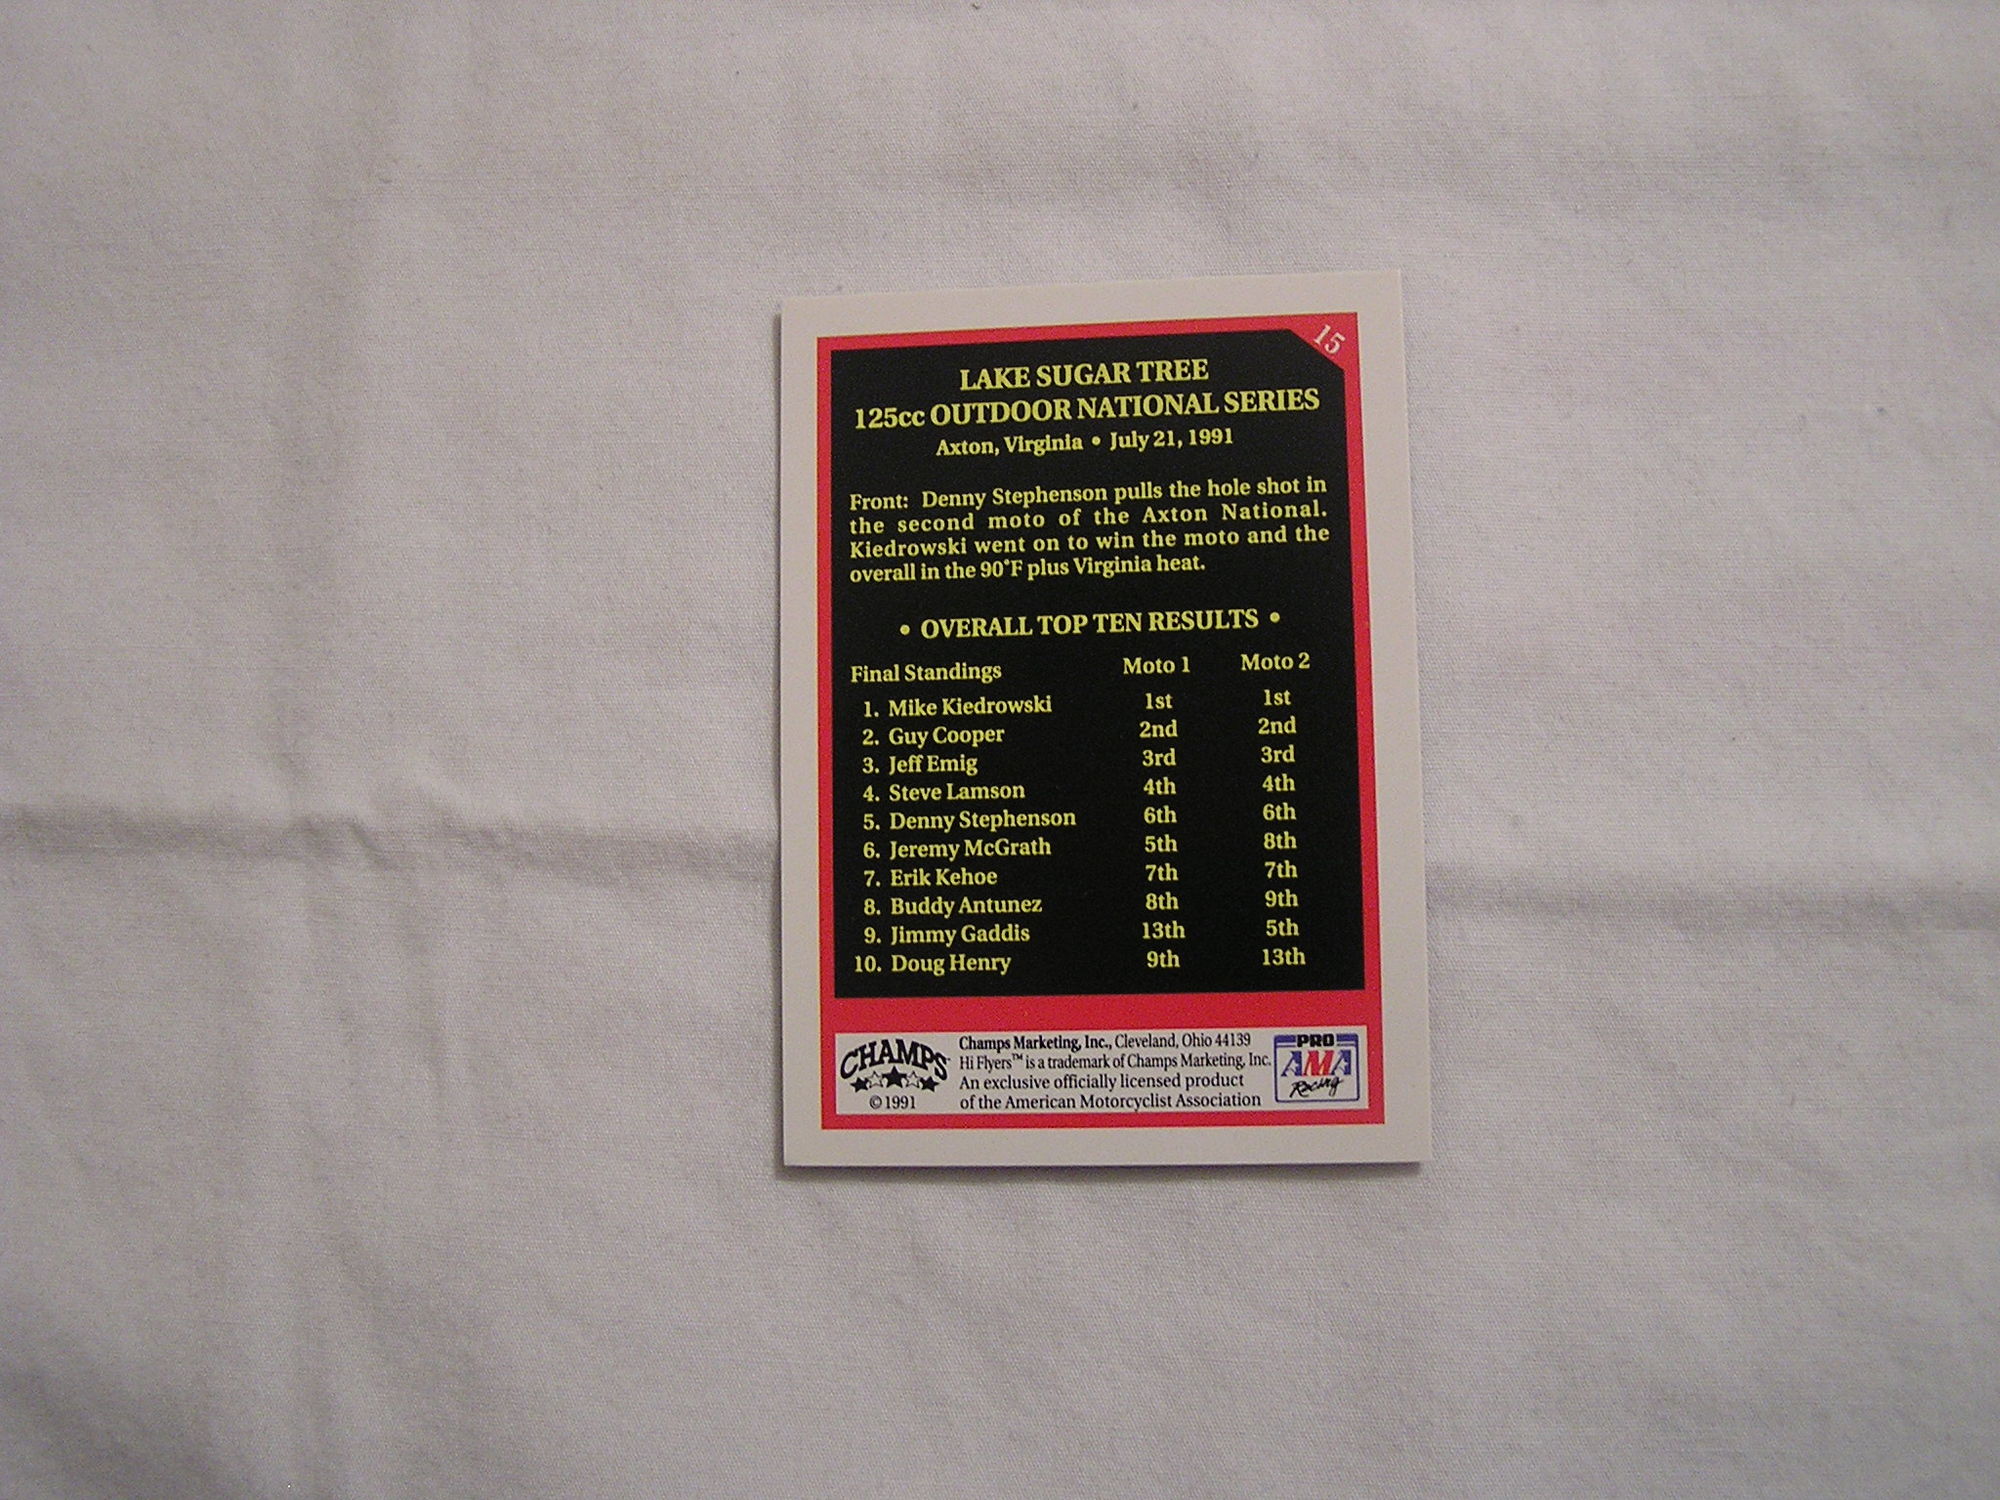 15
LAKE SUGAR TREE
125cc OUTDOOR NATIONAL SERIES
Axton, Virginia • July 21, 1991
Front: Denny Stephenson pulls the hole shot in
the second moto of the Axton National.
Kiedrowski went on to win the moto and the
overall in the 90°F plus Virginia heat.
• OVERALL TOP TEN RESULTS •
Final Standings Moto 1 Moto 2
1. Mike Kiedrowski 1st 1st
2. Guy Cooper 2nd 2nd
3. Jeff Emig 3rd 3rd
4. Steve Lamson 4th 4th
5. Denny Stephenson 6th 6th
6. Jeremy McGrath 5th 8th
7. Erik Kehoe 7th 7th
8. Buddy Antunez 8th 9th
9. Jimmy Gaddis 13th 5th
10. Doug Henry 9th 13th
CHAMPS
©1991
Champs Marketing, Inc., Cleveland, Ohio 44139
Hi Flyers™ is a trademark of Champs Marketing, Inc.
An exclusive officially licensed product
of the American Motorcyclist Association
PRO
AMA
Racing